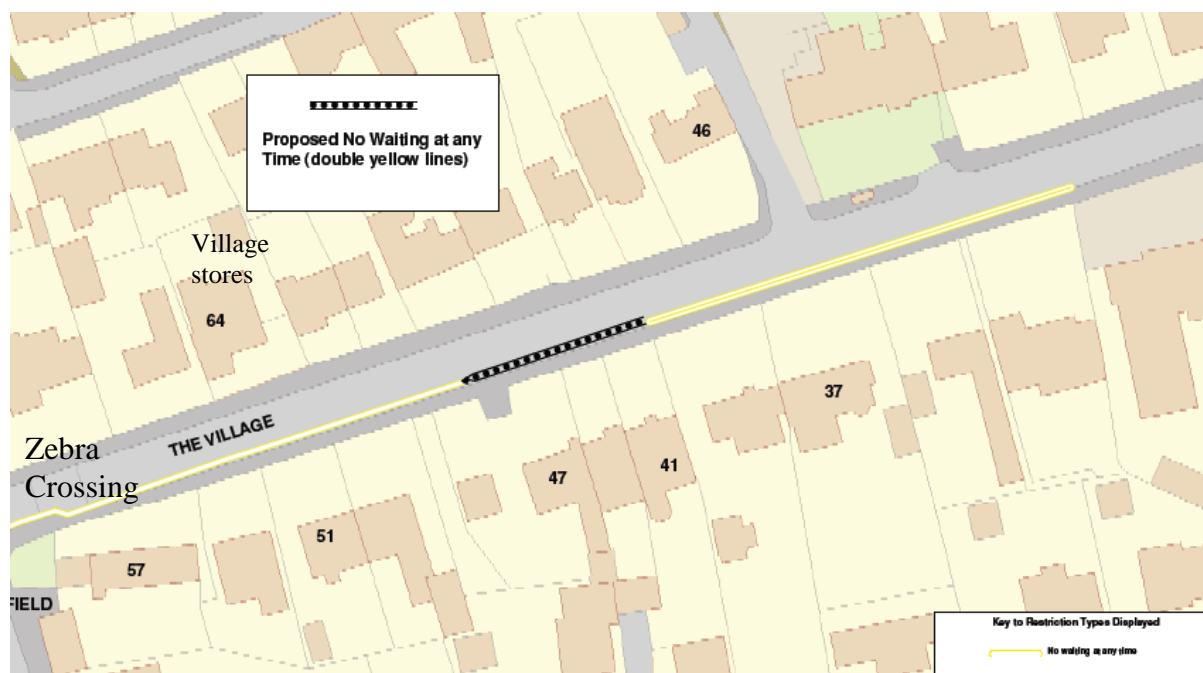 Proposed No Waiting at any
Time (double yellow lines)
46
Village
stores
64
37
THE VILLAGE
Zebra
Crossing
47
41
51
57
FIELD
Key to Restriction Types Displayed
No waiting at any time